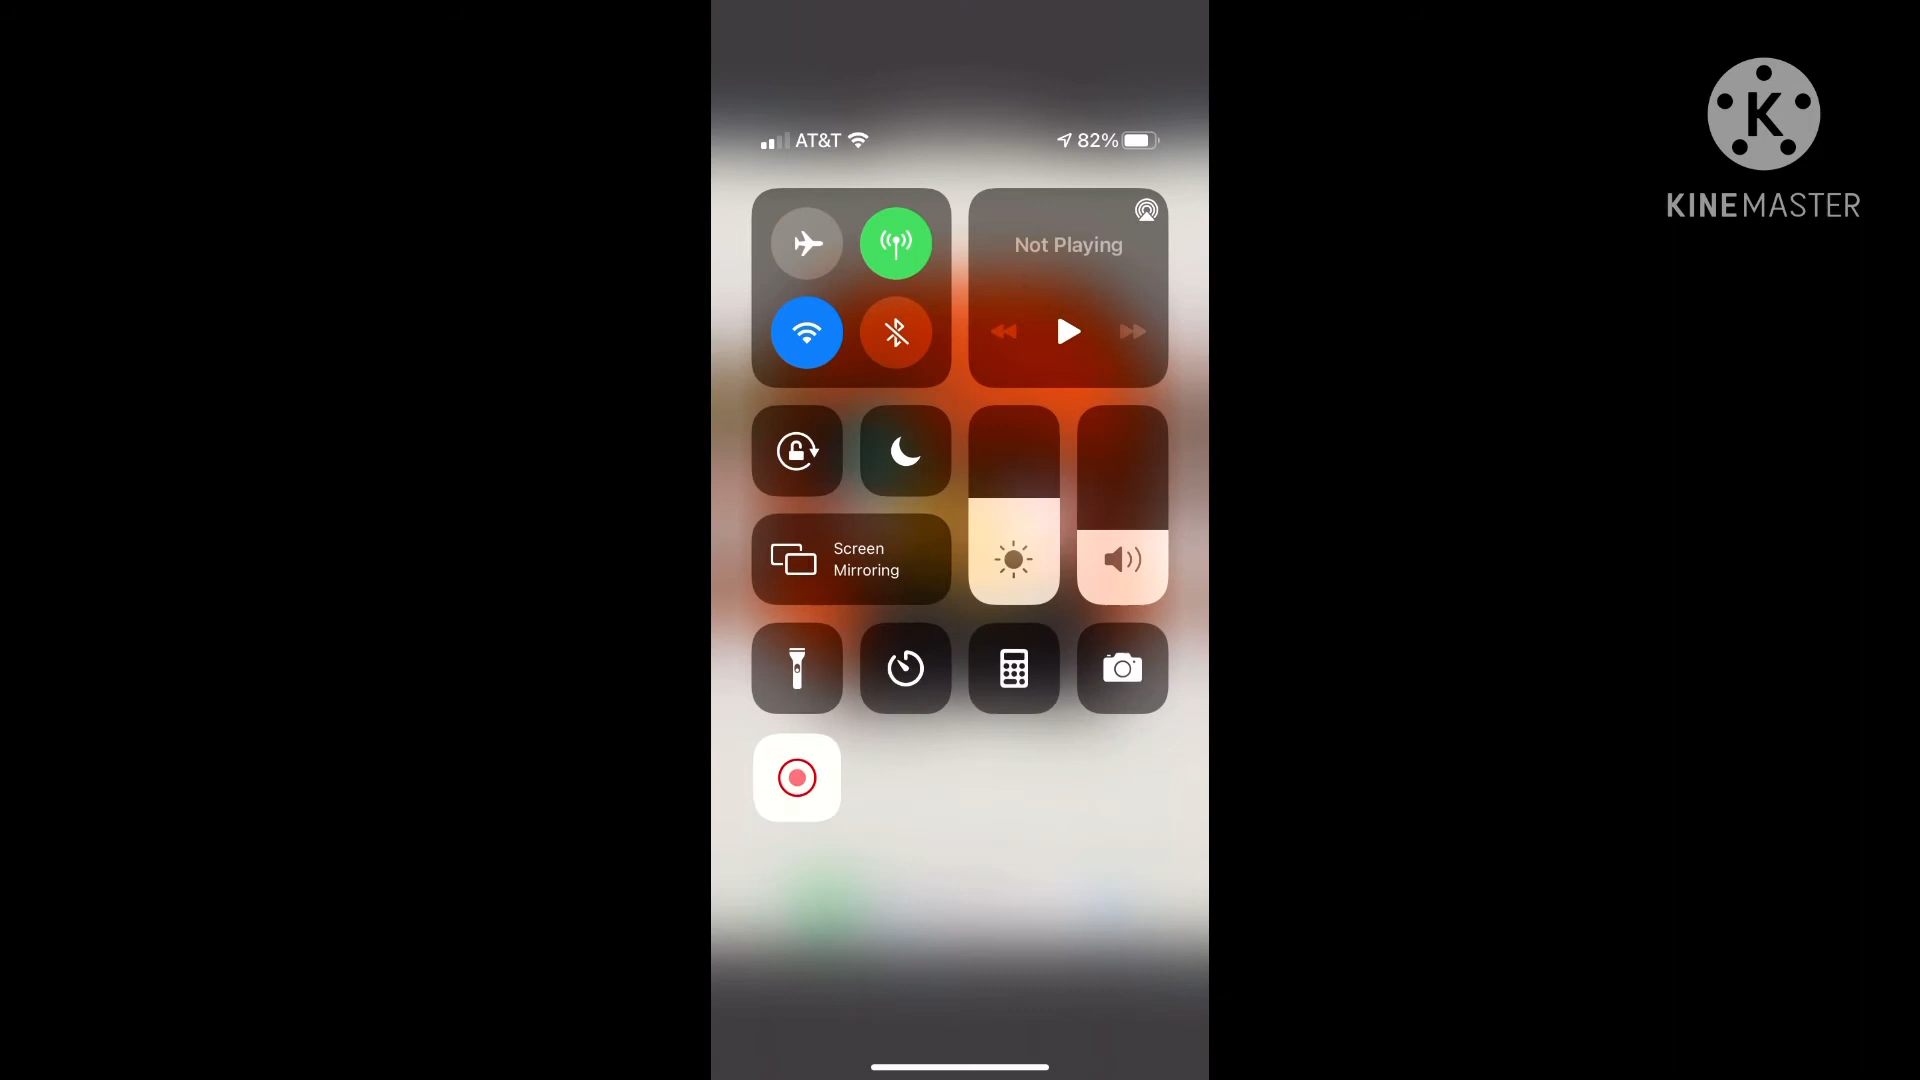 AT&T
82%
Not Playing
Screen
Mirroring
K
KINEMASTER